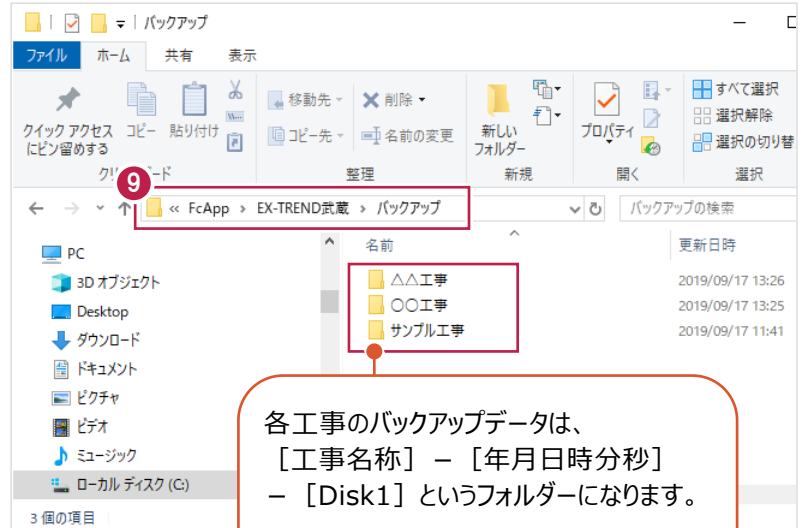 バックアップ
ファイル ホーム 共有 表示
クイック アクセス
にピン留めする
コピー
貼り付け
移動先
コピー先
削除
名前の変更
新しい
フォルダー
プロパティ
すべて選択
選択解除
選択の切り替
整理 新規 開く 選択
9
« FcApp › EX-TREND武蔵 › バックアップ
バックアップの検索
名前 更新日時
PC
3D オブジェクト
Desktop
ダウンロード
ドキュメント
ピクチャ
ビデオ
ミュージック
ローカル ディスク (C:)
△△工事 2019/09/17 13:26
〇〇工事 2019/09/17 13:25
サンプル工事 2019/09/17 11:41
各工事のバックアップデータは、
［工事名称］－［年月日時分秒］
－［Disk1］というフォルダーになります。
3 個の項目